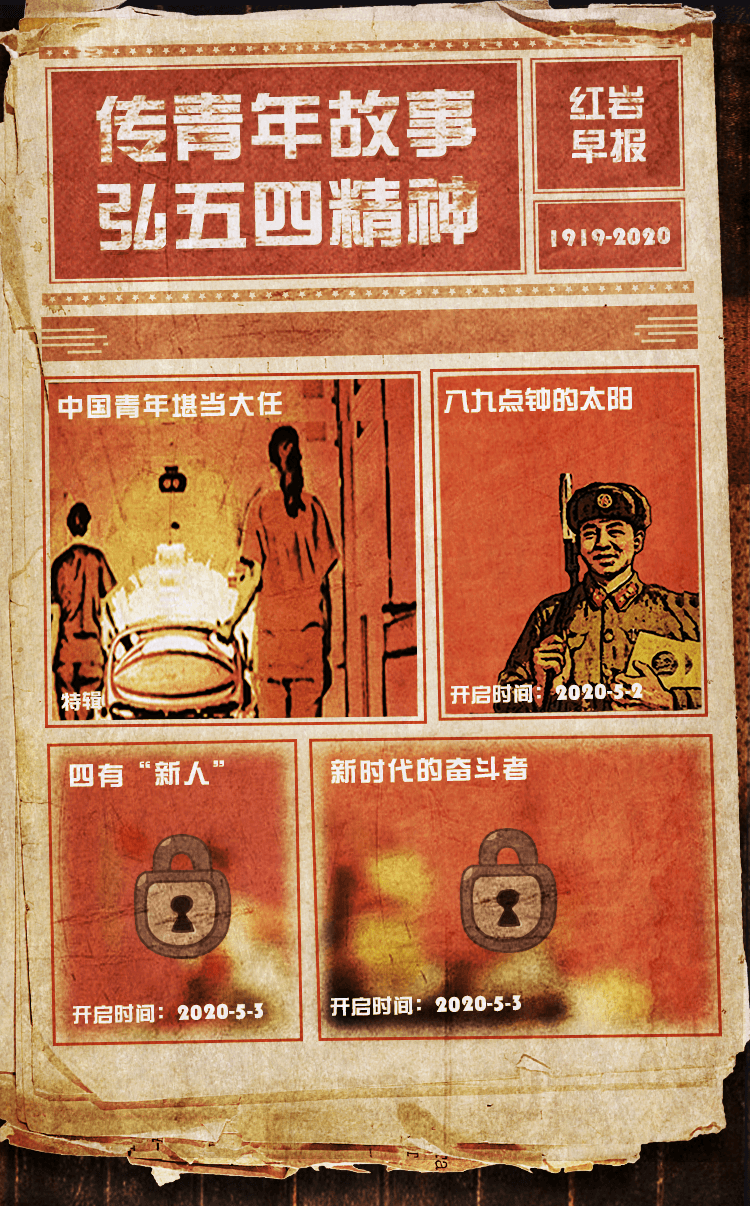 传青年故事
弘五四精神
红岩
早报
1919-2020
中国青年堪当大任
特辑
八九点钟的太阳
开启时间：2020-5-2
四有“新人”
开启时间：2020-5-3
新时代的奋斗者
开启时间：2020-5-3